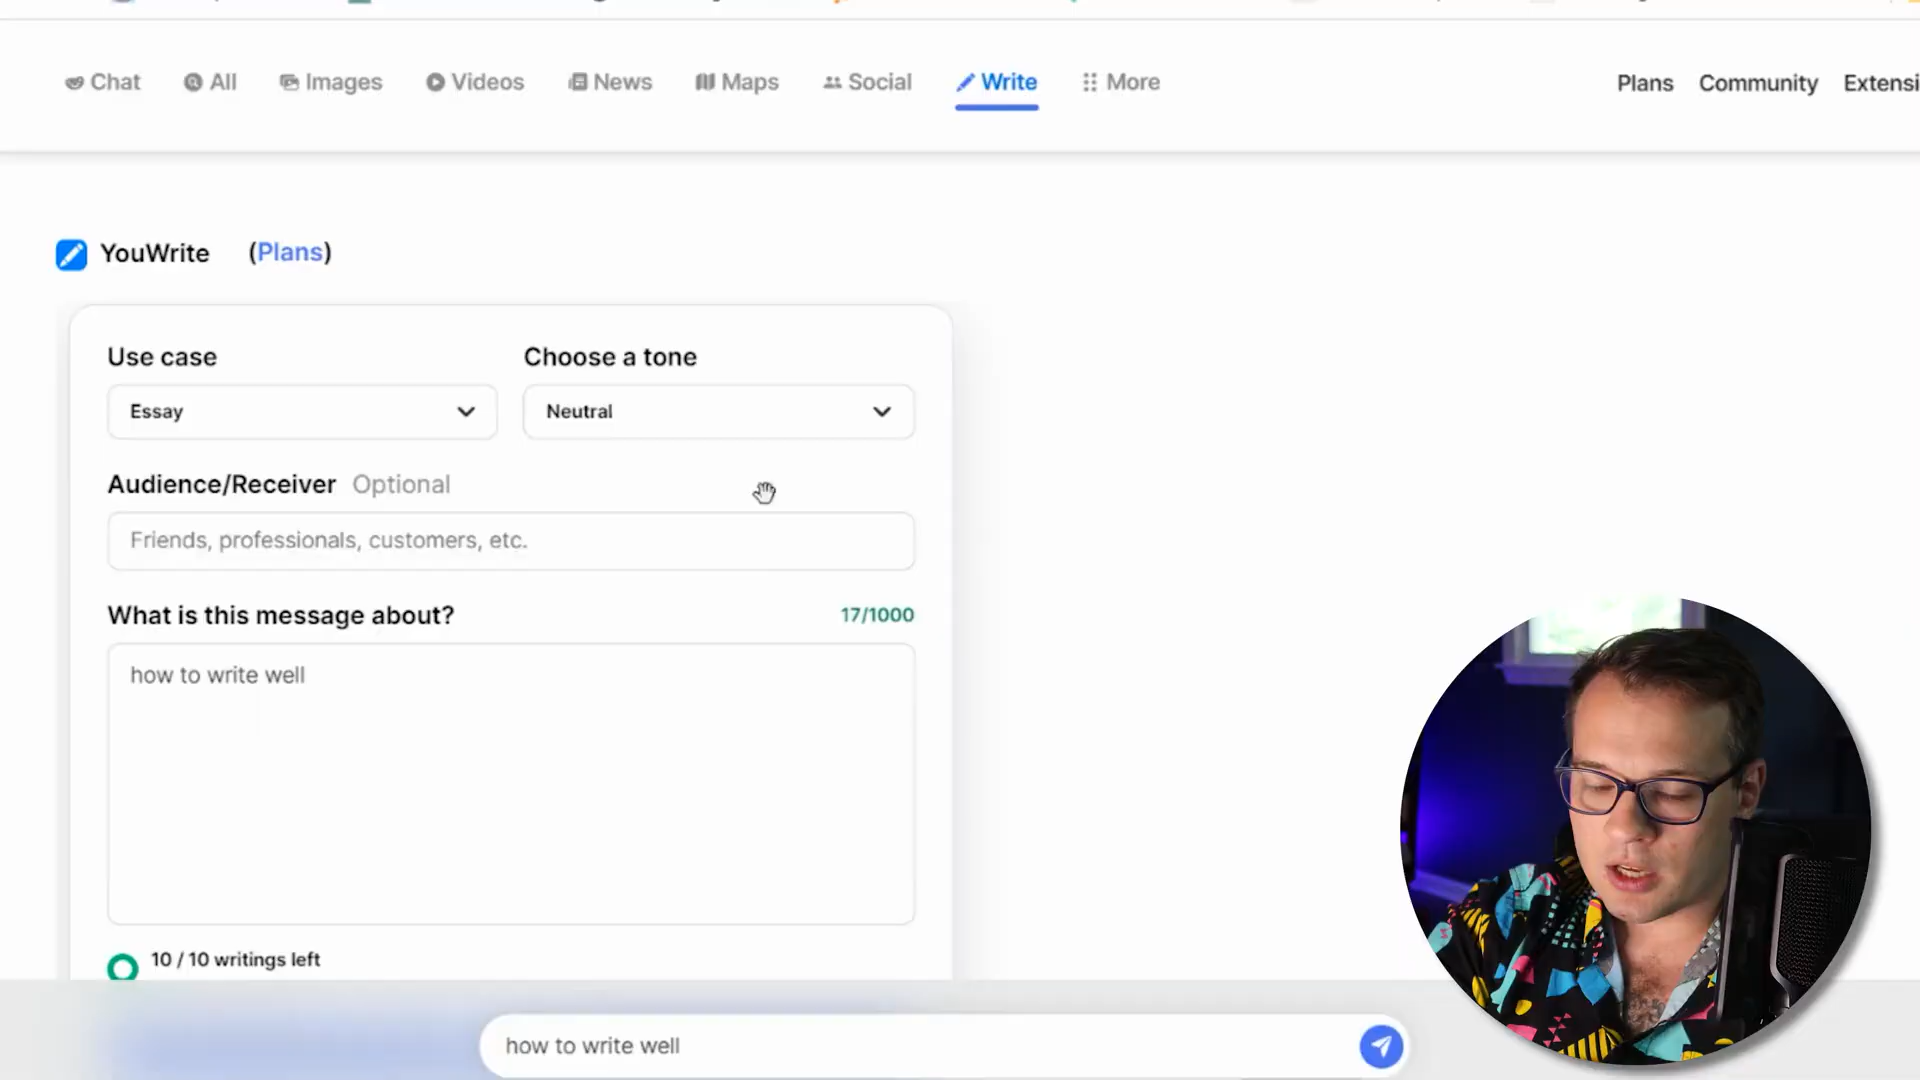 Chat All Images Videos News Maps Social Write More Plans Community Extensi
YouWrite (Plans)
Use case Choose a tone
Essay Neutral
Audience/Receiver Optional
Friends, professionals, customers, etc.
What is this message about? 17/1000
how to write well
10 / 10 writings left
how to write well